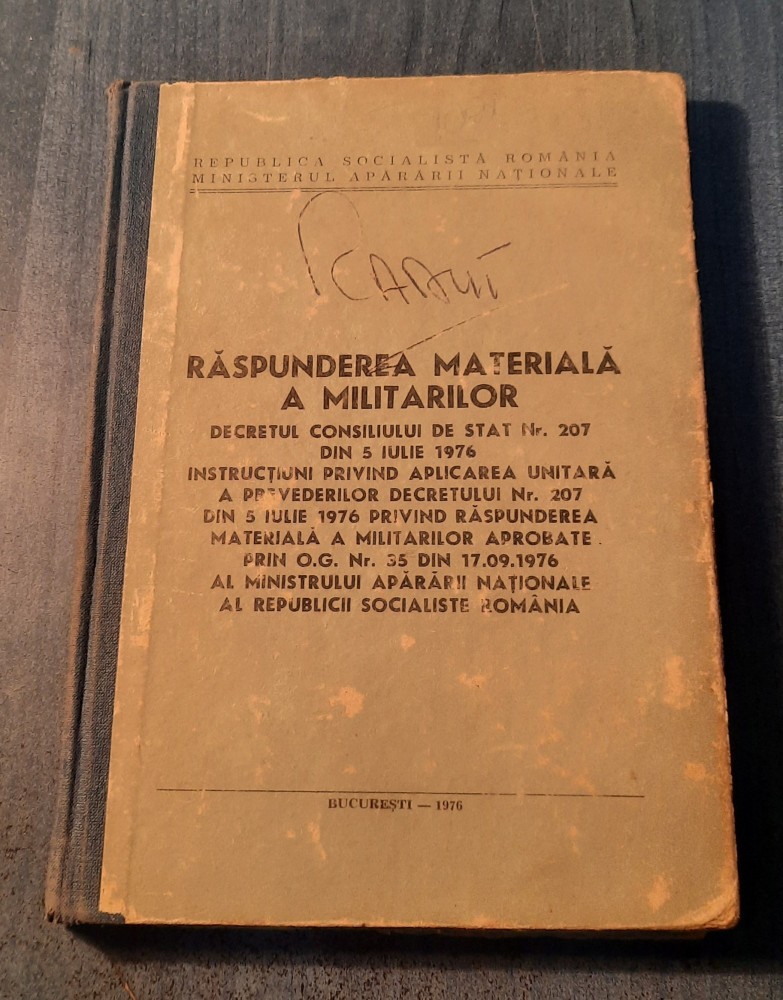 REPUBLICA SOCIALISTĂ ROMÂNIA
MINISTERUL APĂRĂRII NAȚIONALE
RĂSPUNDEREA MATERIALĂ
A MILITARILOR
DECRETUL CONSILIULUI DE STAT Nr. 207
DIN 5 IULIE 1976
INSTRUCȚIUNI PRIVIND APLICAREA UNITARĂ
A PREVEDERILOR DECRETULUI Nr. 207
DIN 5 IULIE 1976 PRIVIND RĂSPUNDEREA
MATERIALĂ A MILITARILOR APROBATE
PRIN O.G. Nr. 35 DIN 17.09.1976
AL MINISTRULUI APĂRĂRII NAȚIONALE
AL REPUBLICII SOCIALISTE ROMÂNIA
BUCUREȘTI — 1976